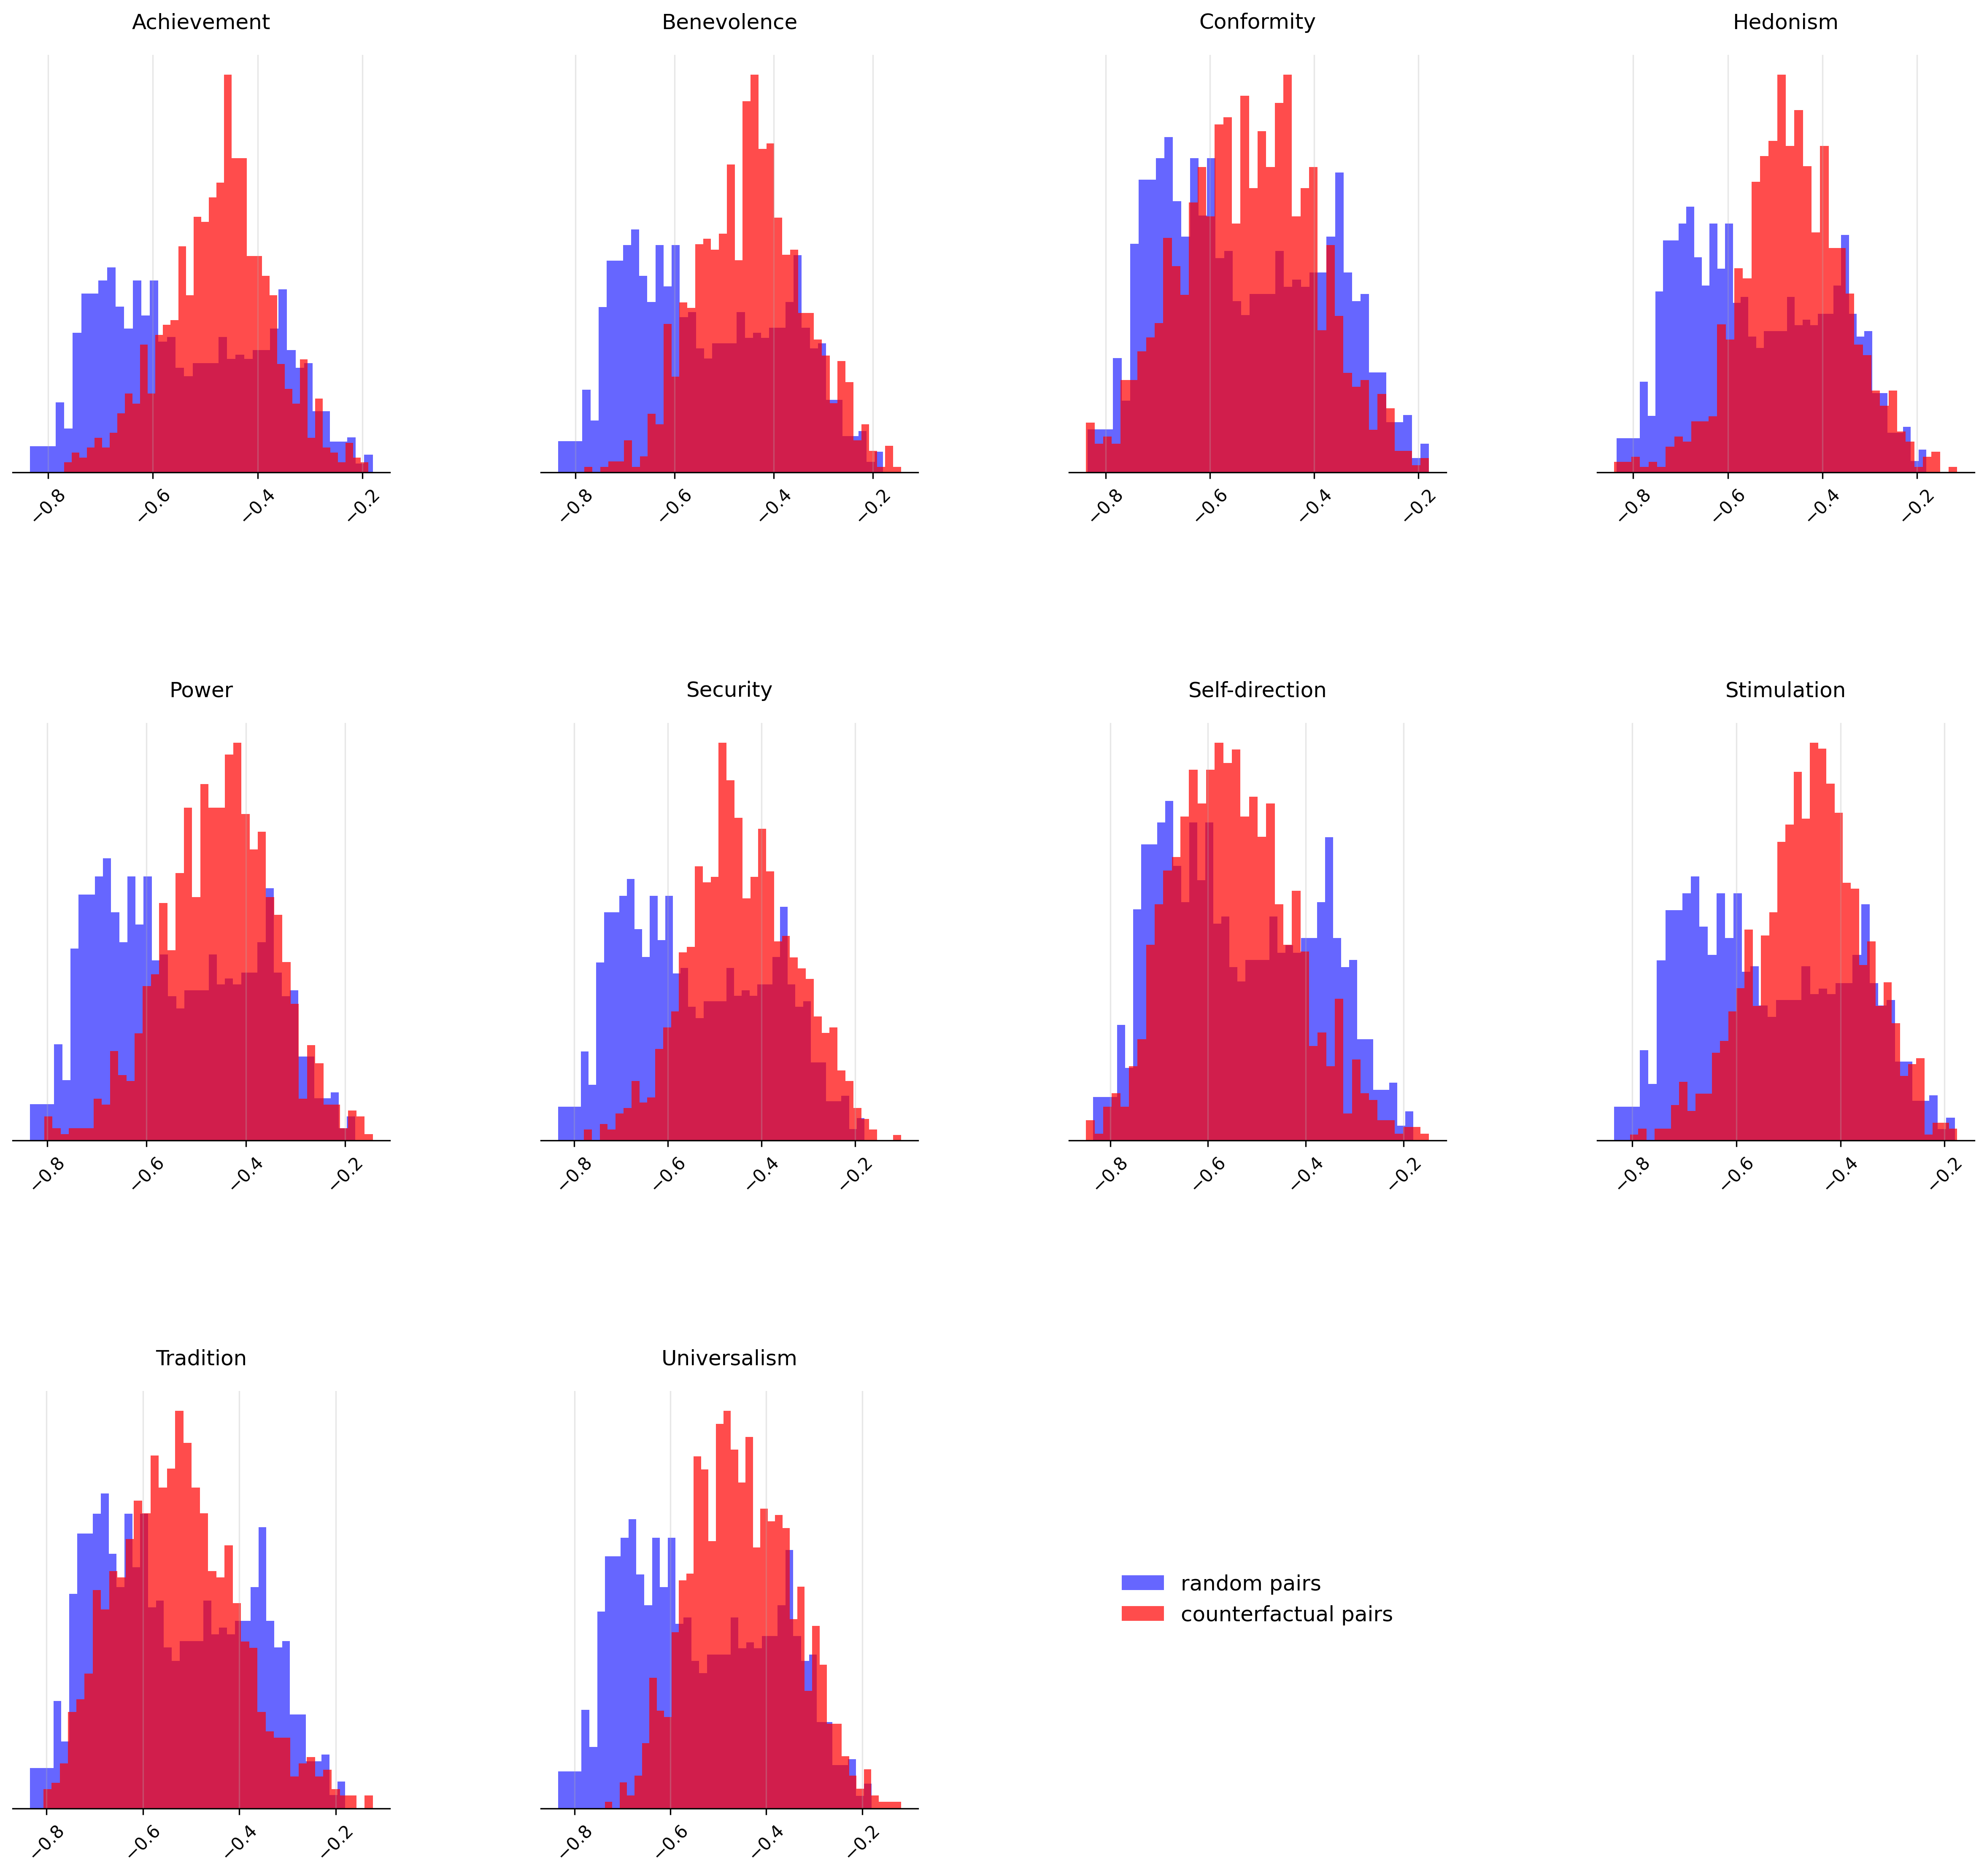 Achievement Benevolence Conformity Hedonism
−0.8 −0.6 −0.4 −0.2 −0.8 −0.6 −0.4 −0.2 −0.8 −0.6 −0.4 −0.2 −0.8 −0.6 −0.4 −0.2
Power Security Self-direction Stimulation
−0.8 −0.6 −0.4 −0.2 −0.8 −0.6 −0.4 −0.2 −0.8 −0.6 −0.4 −0.2 −0.8 −0.6 −0.4 −0.2
Tradition Universalism
random pairs
counterfactual pairs
−0.8 −0.6 −0.4 −0.2 −0.8 −0.6 −0.4 −0.2